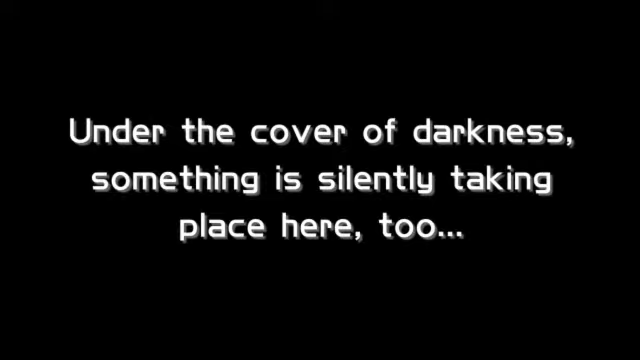 Under the cover of darkness,
something is silently taking
place here, too...